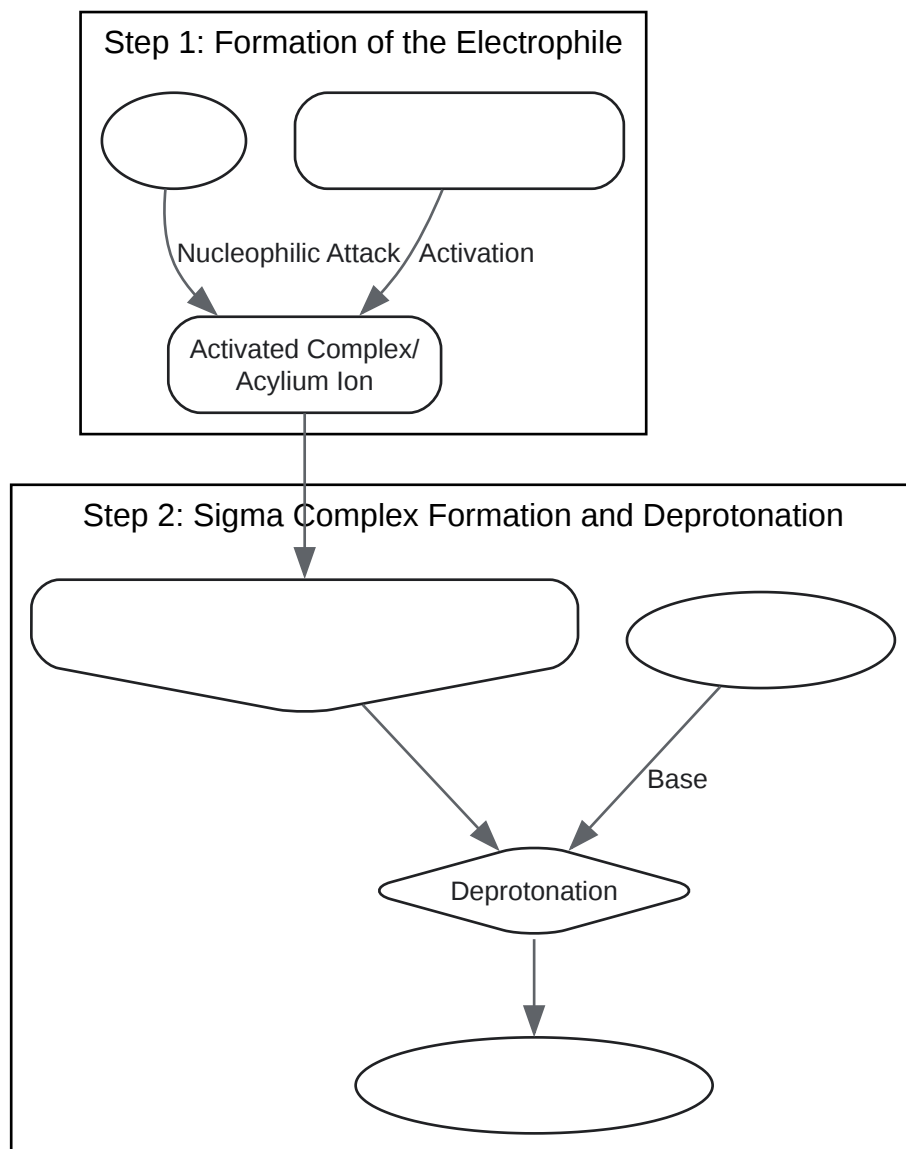 Step 1: Formation of the Electrophile
Nucleophilic Attack
Activation
Activated Complex/
Acylium Ion
Step 2: Sigma Complex Formation and Deprotonation
Base
Deprotonation